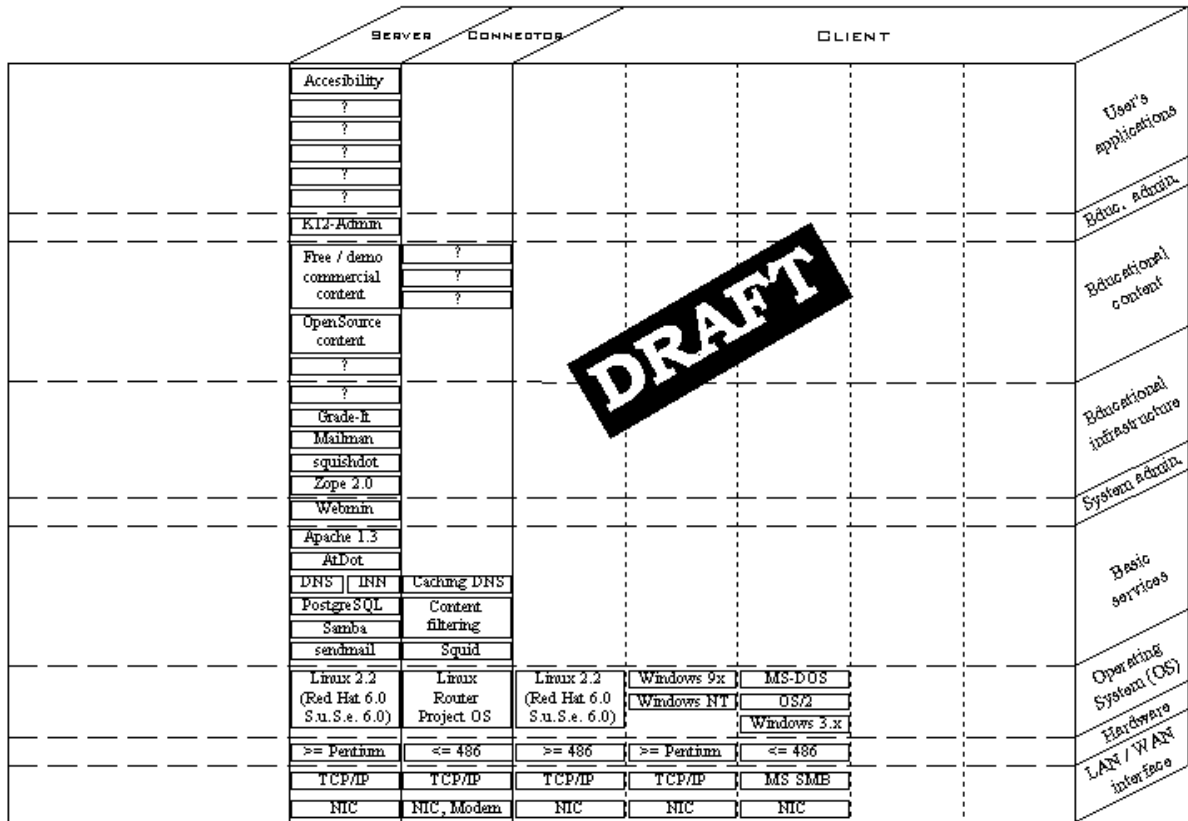 SERVER CONNECTOR CLIENT
Accesibility
?
?
?
?
?
User's
applications
K12-Admin
Educ. admin.
Free / demo
commercial
content
?
?
?
OpenSource
content
?
Educational
content
DRAFT
?
Grade-It
Mailman
squishdot
Zope 2.0
Educational
infrastructure
Webmin
System admin.
Apache 1.3
AtDot
DNS INN Caching DNS
PostgreSQL
Samba
Content
filtering
sendmail Squid
Basic
services
Linux 2.2
(Red Hat 6.0
S.u.S.e. 6.0)
Linux
Router
Project OS
Linux 2.2
(Red Hat 6.0
S.u.S.e. 6.0)
Windows 9x
Windows NT
MS-DOS
OS/2
Windows 3.x
Operating
System (OS)
>= Pentium <= 486 >= 486 >= Pentium <= 486
Hardware
TCP/IP TCP/IP TCP/IP TCP/IP MS SMB
NIC NIC, Modem NIC NIC NIC
LAN / WAN
interface